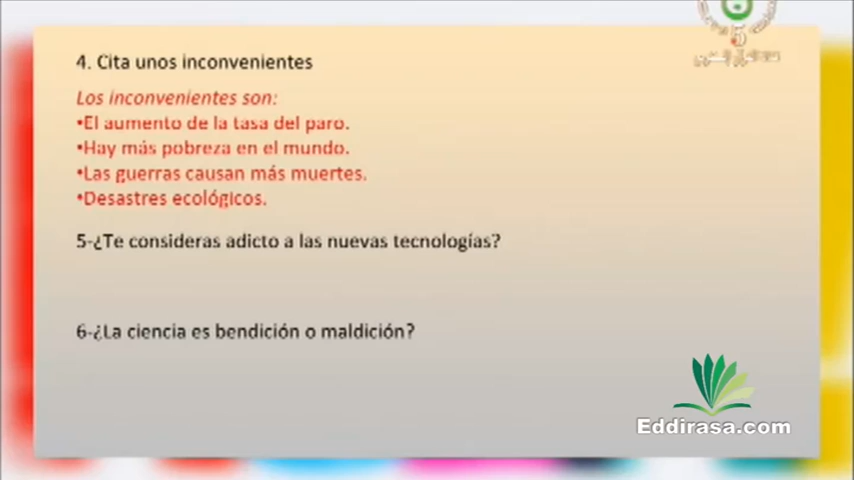 4. Cita unos inconvenientes
Los inconvenientes son:
•El aumento de la tasa del paro.
•Hay más pobreza en el mundo.
•Las guerras causan más muertes.
•Desastres ecológicos.
5-¿Te consideras adicto a las nuevas tecnologías?
6-¿La ciencia es bendición o maldición?
Eddirasa.com